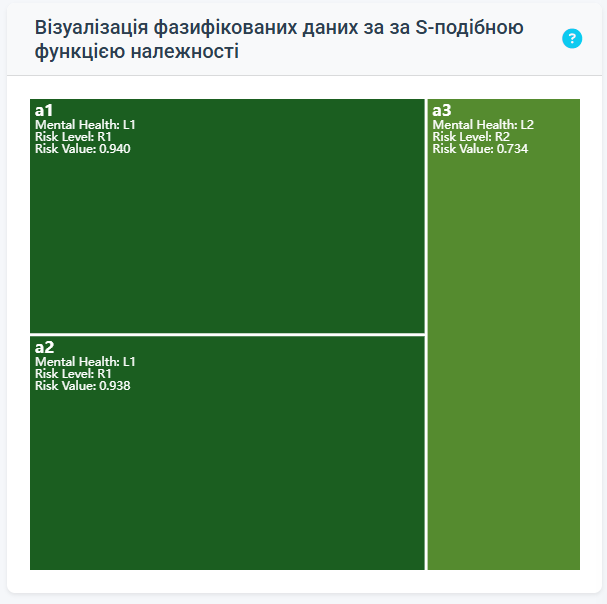 Візуалізація фазифікованих даних за за S-подібною
функцією належності
?
a1
Mental Health: L1
Risk Level: R1
Risk Value: 0.940
a3
Mental Health: L2
Risk Level: R2
Risk Value: 0.734
a2
Mental Health: L1
Risk Level: R1
Risk Value: 0.938